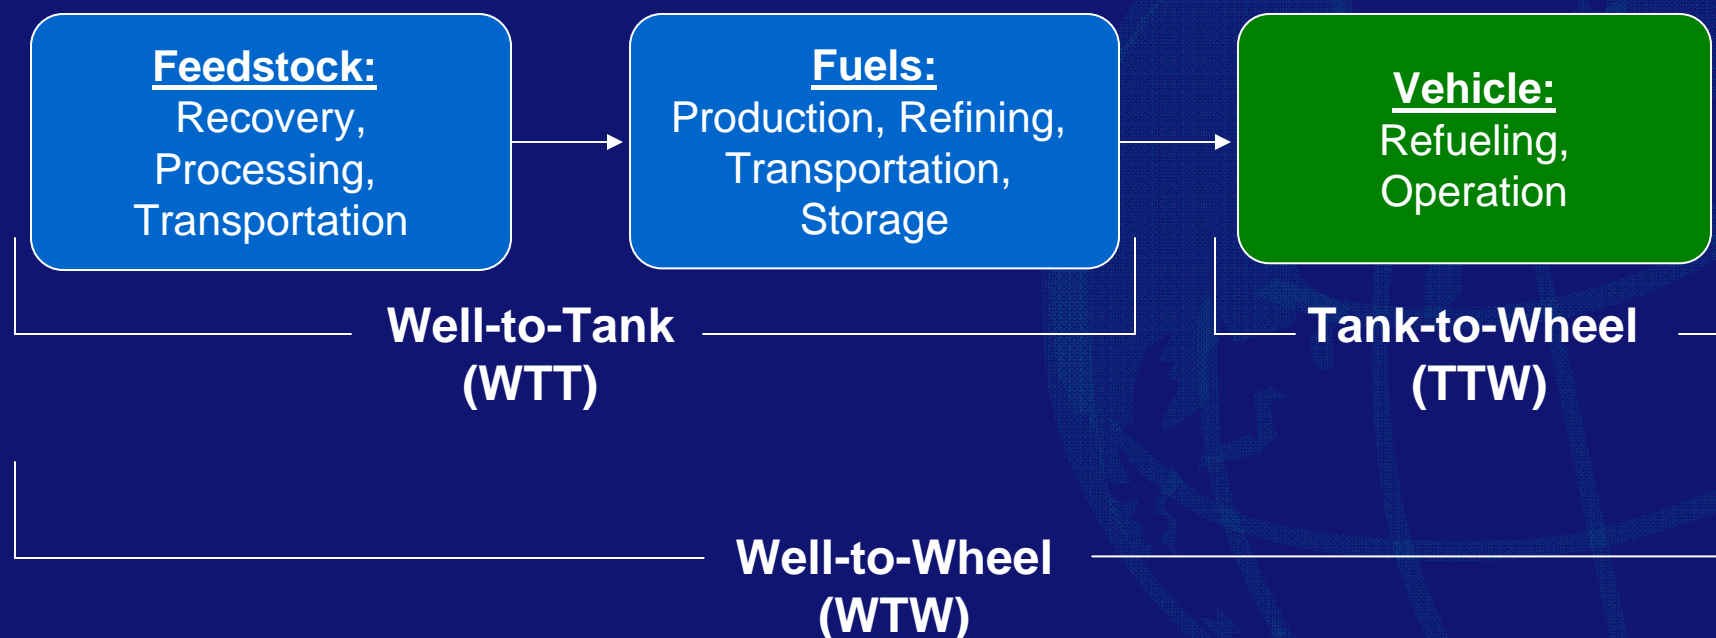 Feedstock:
Recovery,
Processing,
Transportation
Fuels:
Production, Refining,
Transportation,
Storage
Vehicle:
Refueling,
Operation
Well-to-Tank
(WTT)
Tank-to-Wheel
(TTW)
Well-to-Wheel
(WTW)